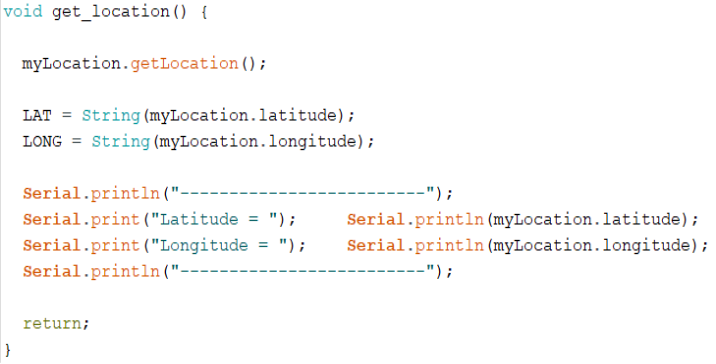 void get_location() {
myLocation.getLocation();
LAT = String(myLocation.latitude);
LONG = String(myLocation.longitude);
Serial.println("-------------------------");
Serial.print("Latitude = ");     Serial.println(myLocation.latitude);
Serial.print("Longitude = ");    Serial.println(myLocation.longitude);
Serial.println("-------------------------");
return;
}